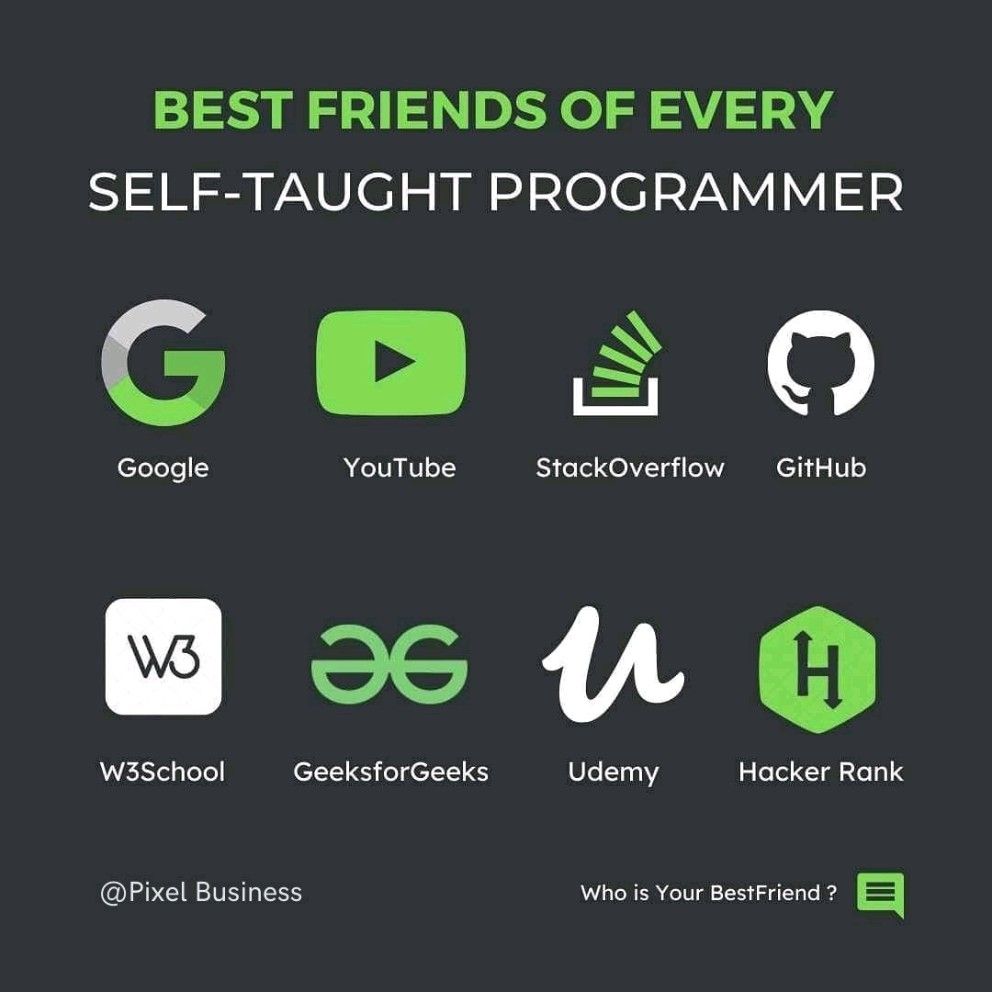 BEST FRIENDS OF EVERY
SELF-TAUGHT PROGRAMMER
Google
YouTube
StackOverflow
GitHub
W3
W3School
GeeksforGeeks
Udemy
H
Hacker Rank
@Pixel Business
Who is Your BestFriend ?